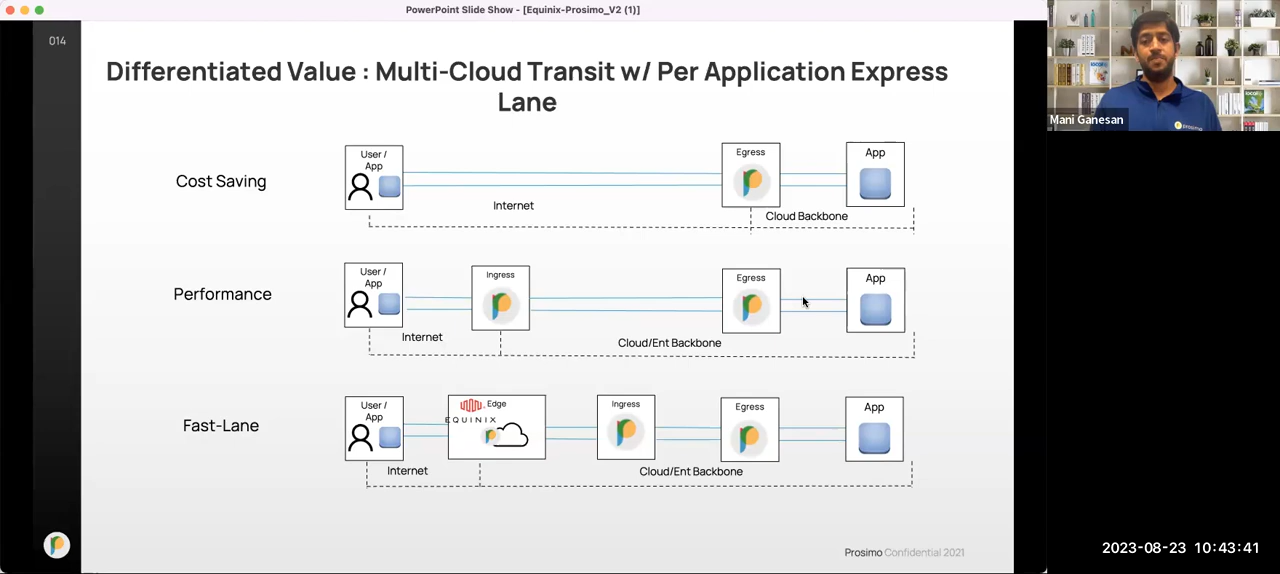 PowerPoint Slide Show - [Equinix-Prosimo_V2 (1)]
014
Differentiated Value : Multi-Cloud Transit w/ Per Application Express
Lane
Cost Saving
User /
App
Internet
Egress
App
Cloud Backbone
Performance
User /
App
Ingress
Internet
Egress
App
Cloud/Ent Backbone
Fast-Lane
User /
App
Edge
EQUINIX
Ingress
Egress
App
Internet
Cloud/Ent Backbone
Prosimo Confidential 2021
Mani Ganesan
Prosimo
2023-08-23 10:43:41